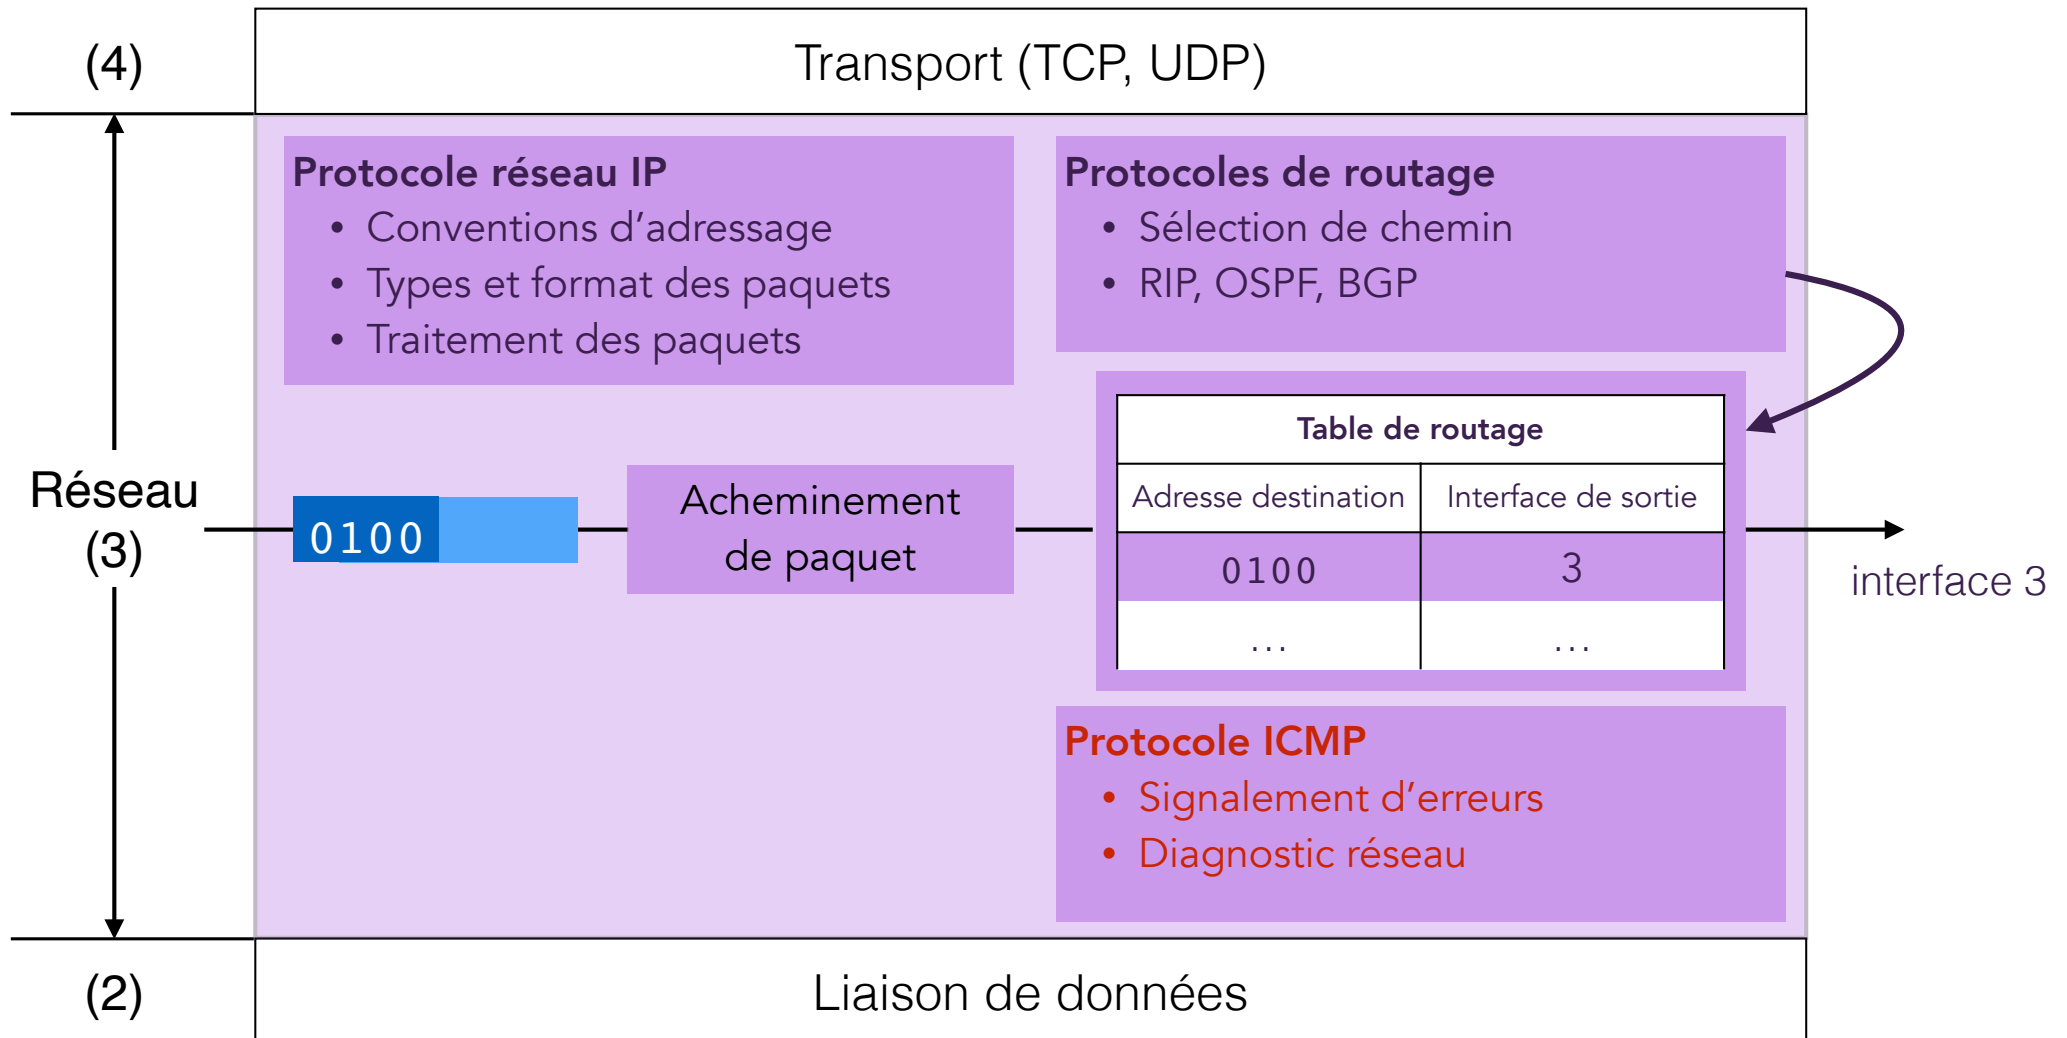 (4)
Transport (TCP, UDP)
Protocole réseau IP
• Conventions d’adressage
• Types et format des paquets
• Traitement des paquets
Protocoles de routage
• Sélection de chemin
• RIP, OSPF, BGP
Réseau
(3)
0100
Acheminement
de paquet
Table de routage
Adresse destination Interface de sortie
0100 3
... ...
interface 3
Protocole ICMP
• Signalement d’erreurs
• Diagnostic réseau
(2)
Liaison de données